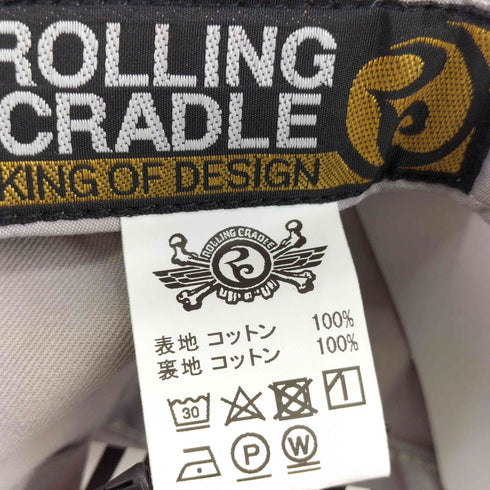 ROLLING
CRADLE
KING OF DESIGN
ROLLING CRADLE
表地 コットン 100%
裏地 コットン 100%
30
P W